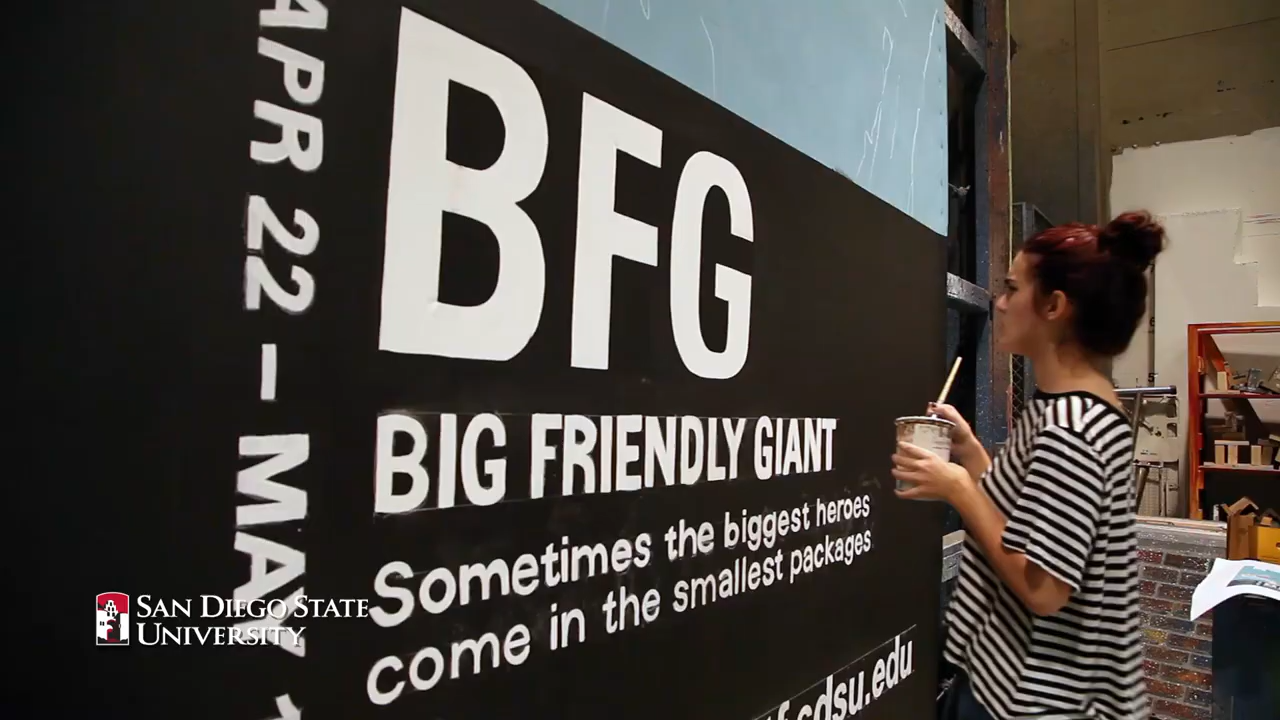 APR 22 – MAY
BFG
BIG FRIENDLY GIANT
Sometimes the biggest heroes
come in the smallest packages
sdsu.edu
SAN DIEGO STATE
UNIVERSITY